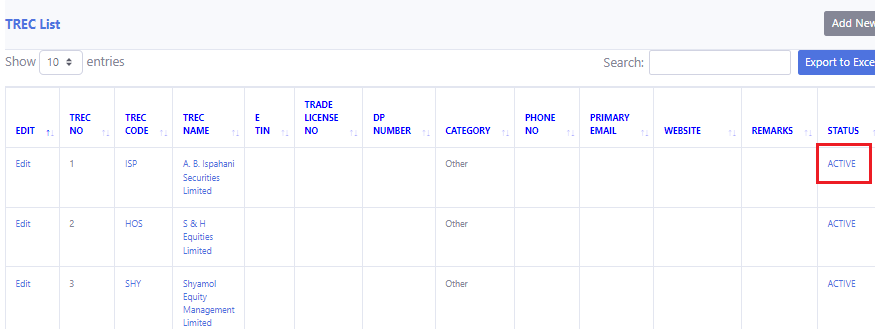 TREC List
Add New
Show 10 entries
Search:
Export to Exce
EDIT
TREC
NO
TREC
CODE
TREC
NAME
E
TIN
TRADE
LICENSE
NO
DP
NUMBER
CATEGORY
PHONE
NO
PRIMARY
EMAIL
WEBSITE
REMARKS
STATUS
Edit
1
ISP
A. B. Ispahani
Securities
Limited
Other
ACTIVE
Edit
2
HOS
S & H
Equities
Limited
Other
ACTIVE
Edit
3
SHY
Shyamol
Equity
Management
Limited
Other
ACTIVE